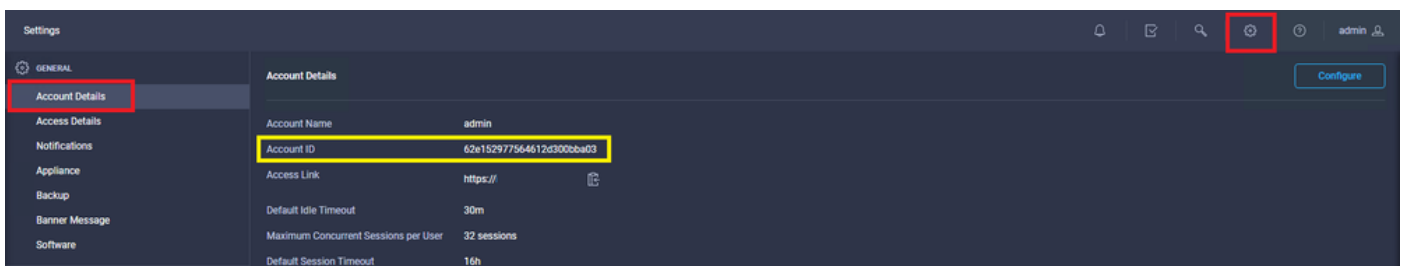 Settings
admin
GENERAL
Account Details
Access Details
Notifications
Appliance
Backup
Banner Message
Software
Account Details
Configure
Account Name admin
Account ID 62e152977564612d300bba03
Access Link https://
Default Idle Timeout 30m
Maximum Concurrent Sessions per User 32 sessions
Default Session Timeout 16h